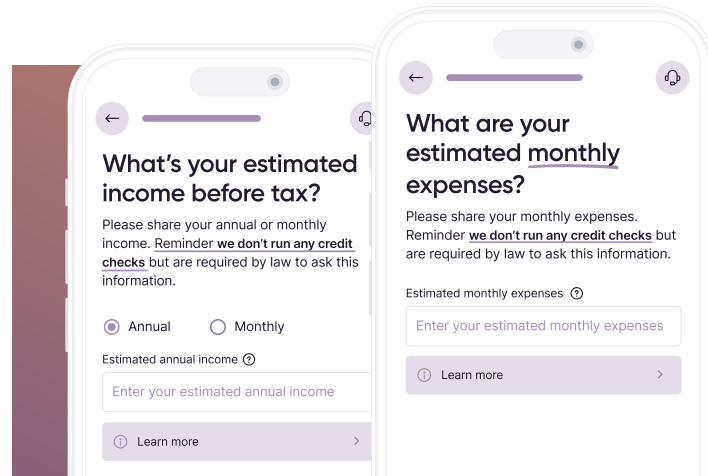 What's your estimated
income before tax?
Please share your annual or monthly
income. Reminder we don't run any credit
checks but are required by law to ask this
information.
Annual
Monthly
Estimated annual income
Enter your estimated annual income
Learn more
What are your
estimated monthly
expenses?
Please share your monthly expenses.
Reminder we don't run any credit checks but
are required by law to ask this information.
Estimated monthly expenses
Enter your estimated monthly expenses
Learn more